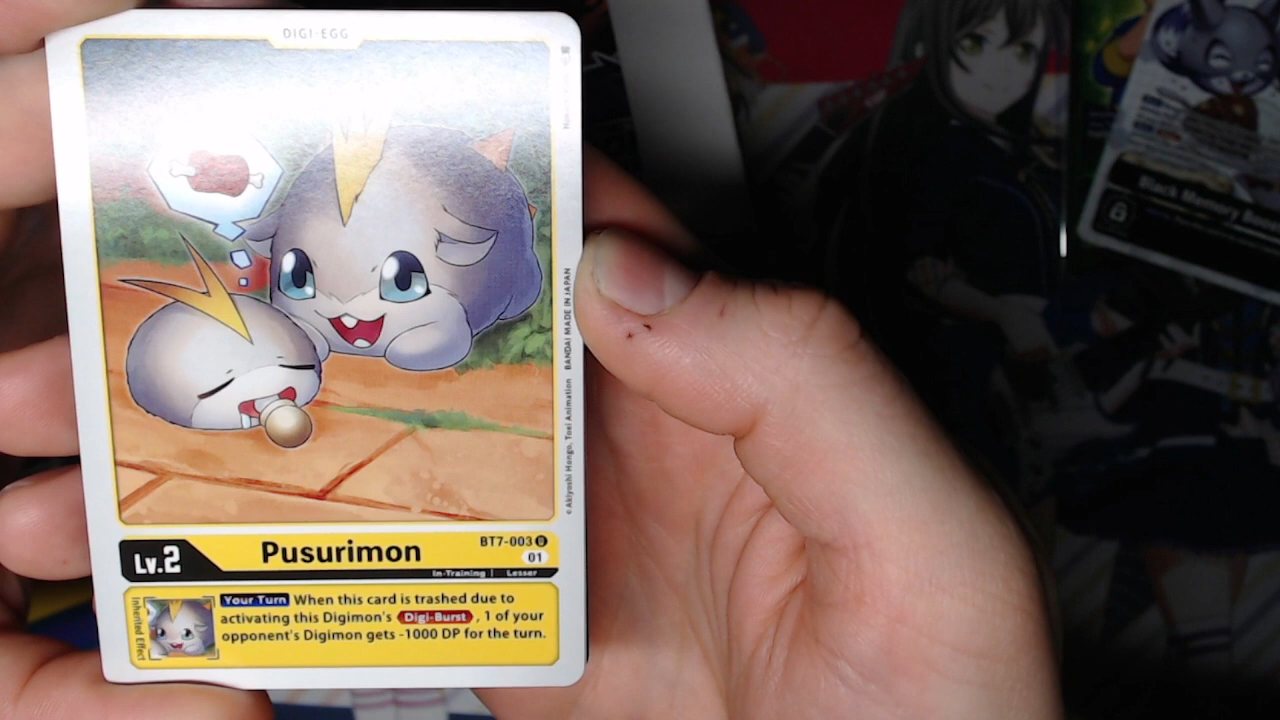 DIGI-EGG
© Akiyoshi Hongo, Toei Animation BANDAI MADE IN JAPAN
Lv.2
Pusurimon
BT7-003 U
01
In-Training | Lesser
Inherited Effect
Your Turn When this card is trashed due to
activating this Digimon's Digi-Burst, 1 of your
opponent's Digimon gets -1000 DP for the turn.
Black Memory